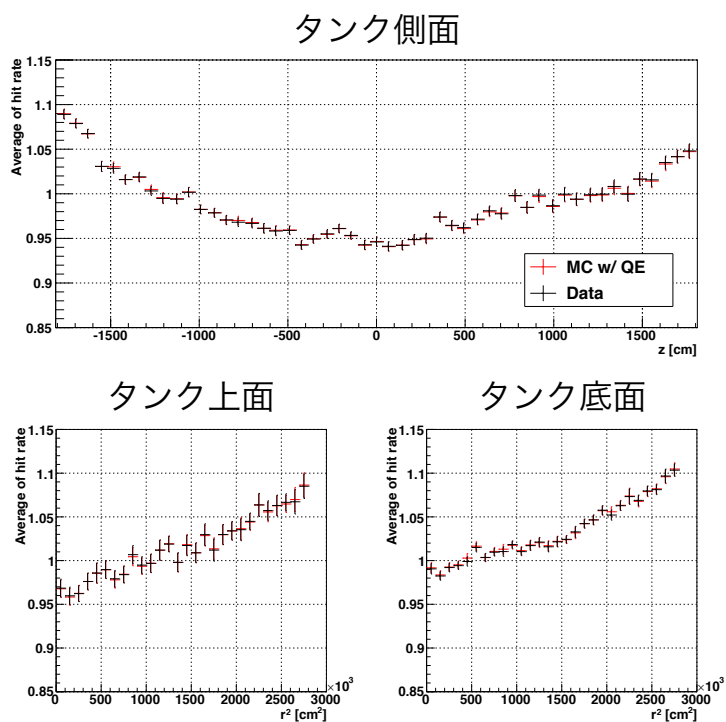 タンク側面
Average of hit rate
1.15
1.1
1.05
1
0.95
0.9
0.85
-1500 -1000 -500 0 500 1000 1500
z [cm]
MC w/ QE
Data
タンク上面
Average of hit rate
1.15
1.1
1.05
1
0.95
0.9
0.85
0 500 1000 1500 2000 2500 3000
×10³
r² [cm²]
タンク底面
Average of hit rate
1.15
1.1
1.05
1
0.95
0.9
0.85
0 500 1000 1500 2000 2500 3000
×10³
r² [cm²]